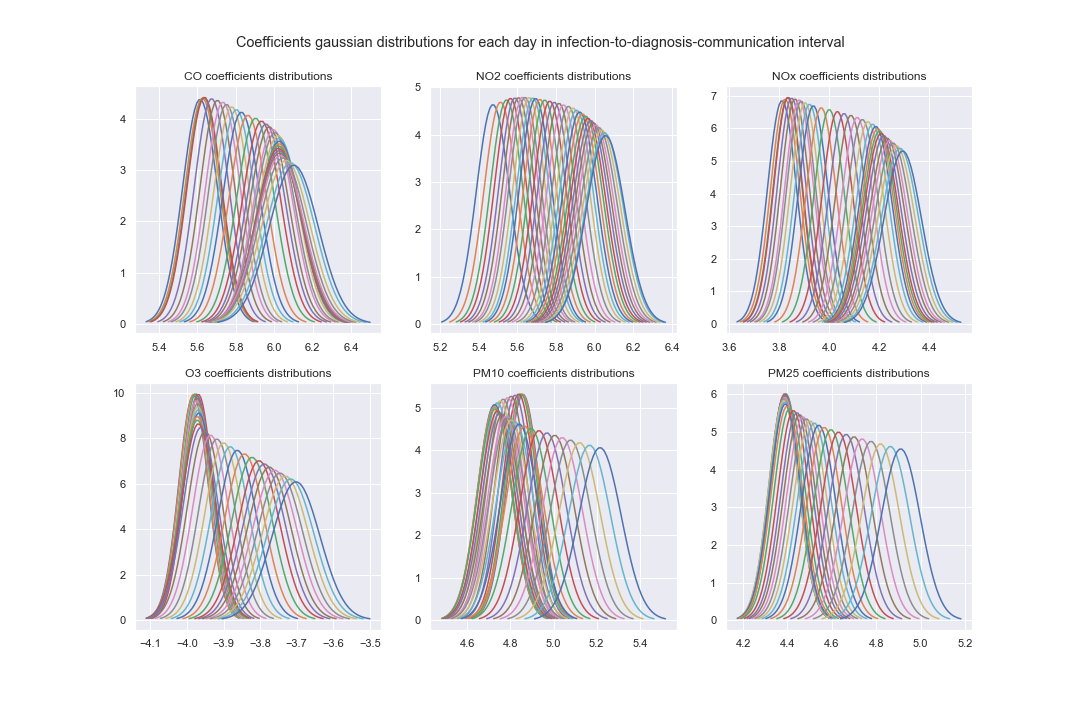 Coefficients gaussian distributions for each day in infection-to-diagnosis-communication interval
CO coefficients distributions
4
3
2
1
0
5.4 5.6 5.8 6.0 6.2 6.4
NO2 coefficients distributions
5
4
3
2
1
0
5.2 5.4 5.6 5.8 6.0 6.2 6.4
NOx coefficients distributions
7
6
5
4
3
2
1
0
3.6 3.8 4.0 4.2 4.4
O3 coefficients distributions
10
8
6
4
2
0
−4.1 −4.0 −3.9 −3.8 −3.7 −3.6 −3.5
PM10 coefficients distributions
5
4
3
2
1
0
4.6 4.8 5.0 5.2 5.4
PM25 coefficients distributions
6
5
4
3
2
1
0
4.2 4.4 4.6 4.8 5.0 5.2